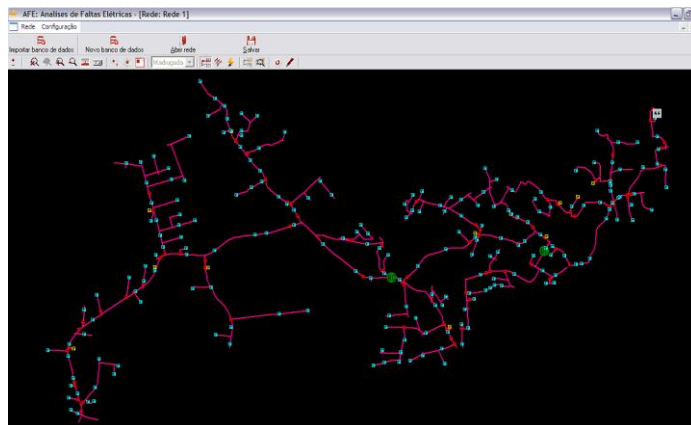 AFE: Analises de Faltas Elétricas - [Rede: Rede 1]
Rede Configuração
Importar banco de dados Novo banco de dados Abrir rede Salvar
Madugada